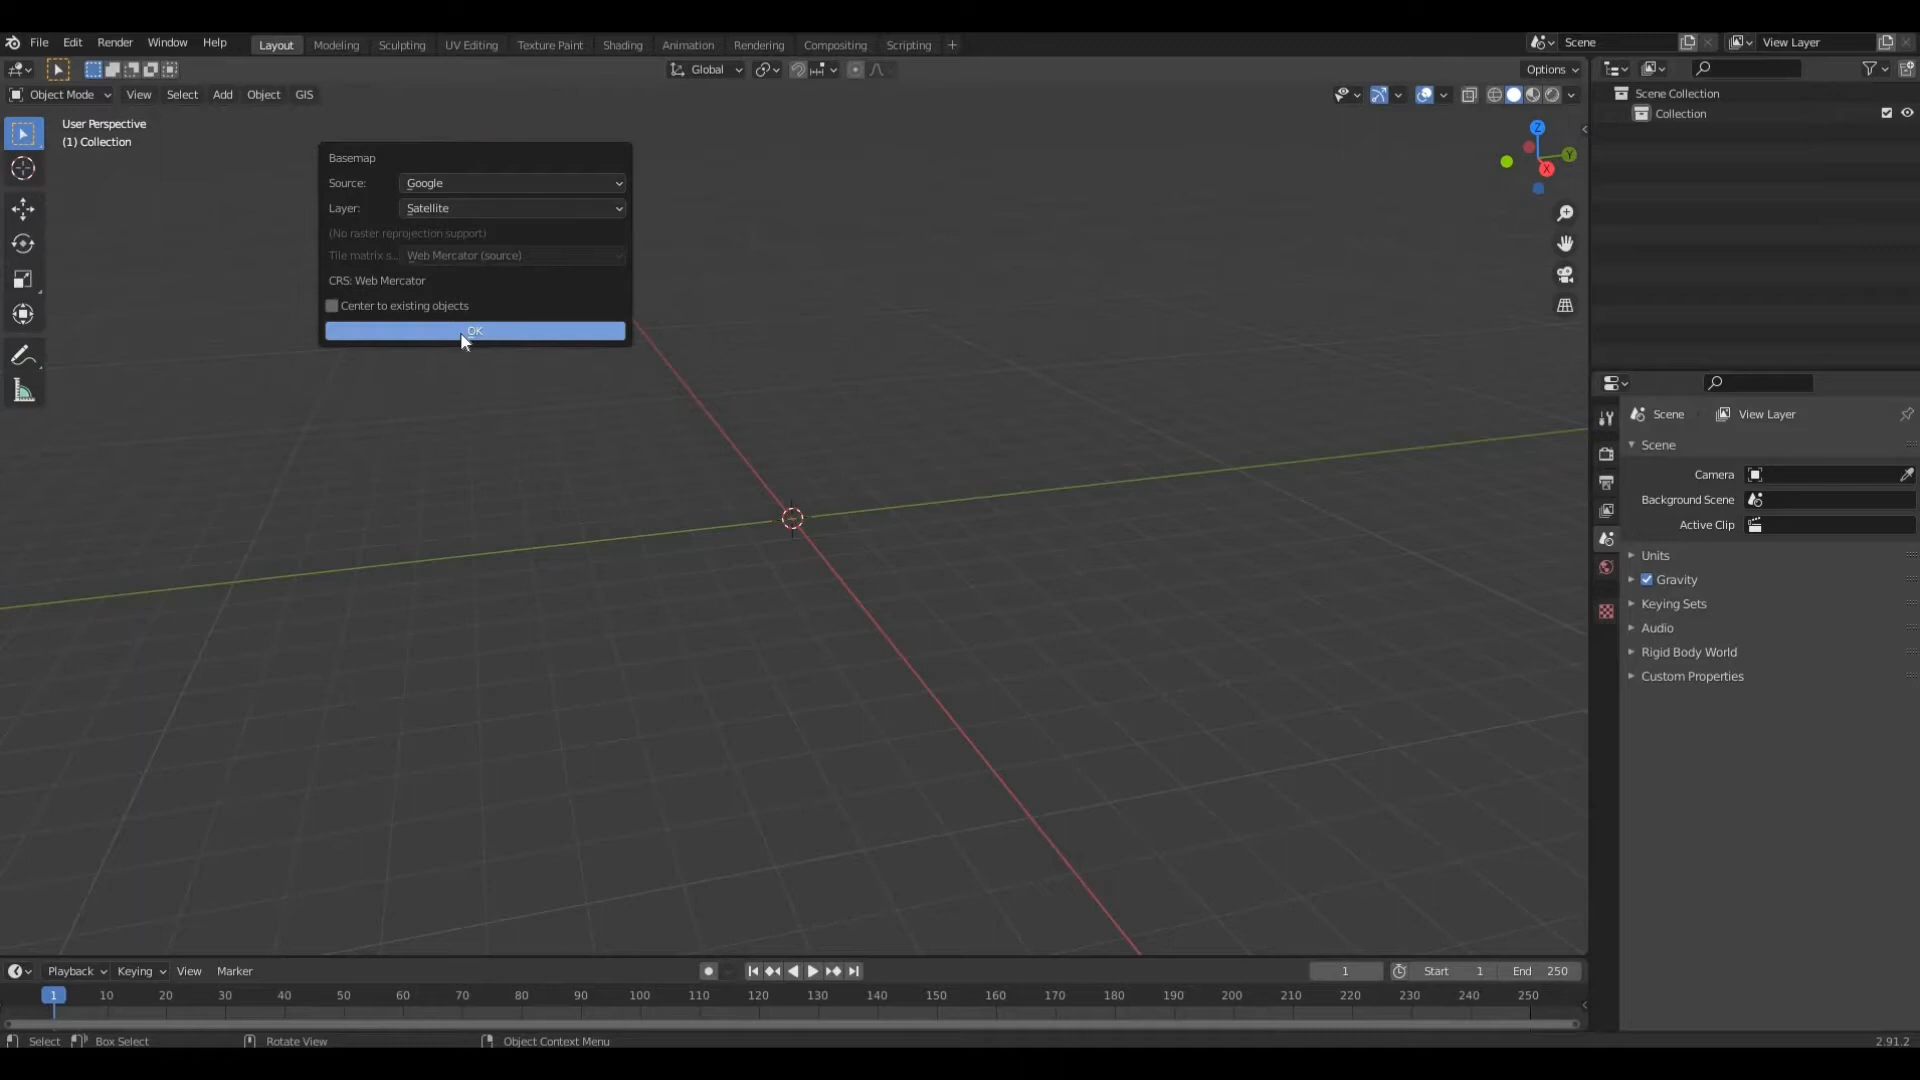 File Edit Render Window Help Layout Modeling Sculpting UV Editing Texture Paint Shading Animation Rendering Compositing Scripting + Scene View Layer
Global Options
Object Mode View Select Add Object GIS
Scene Collection
Collection
User Perspective
(1) Collection
Z
Y
X
Basemap
Source: Google
Layer: Satellite
(No raster reprojection support)
Tile matrix s... Web Mercator (source)
CRS: Web Mercator
Center to existing objects
OK
Scene View Layer
Scene
Camera
Background Scene
Active Clip
Units
Gravity
Keying Sets
Audio
Rigid Body World
Custom Properties
Playback Keying View Marker 1 Start 1 End 250
1 10 20 30 40 50 60 70 80 90 100 110 120 130 140 150 160 170 180 190 200 210 220 230 240 250
Select Box Select Rotate View Object Context Menu 2.91.2